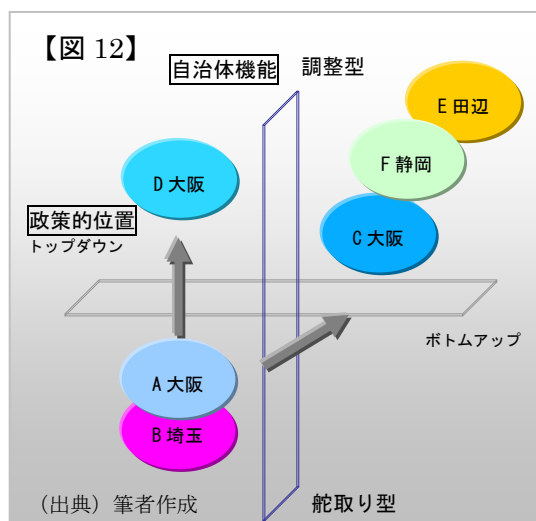 【図 12】
自治体機能
調整型
E 田辺
F 静岡
D 大阪
政策的位置
トップダウン
C 大阪
ボトムアップ
A 大阪
B 埼玉
(出典) 筆者作成
舵取り型